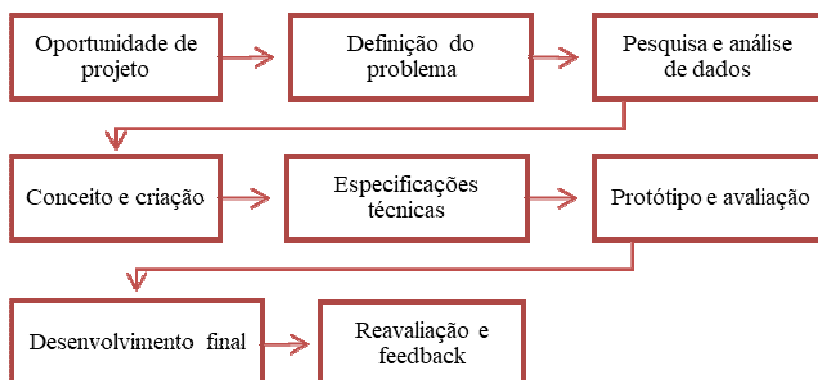 Oportunidade de
projeto
Definição do
problema
Pesquisa e análise
de dados
Conceito e criação
Especificações
técnicas
Protótipo e avaliação
Desenvolvimento final
Reavaliação e
feedback